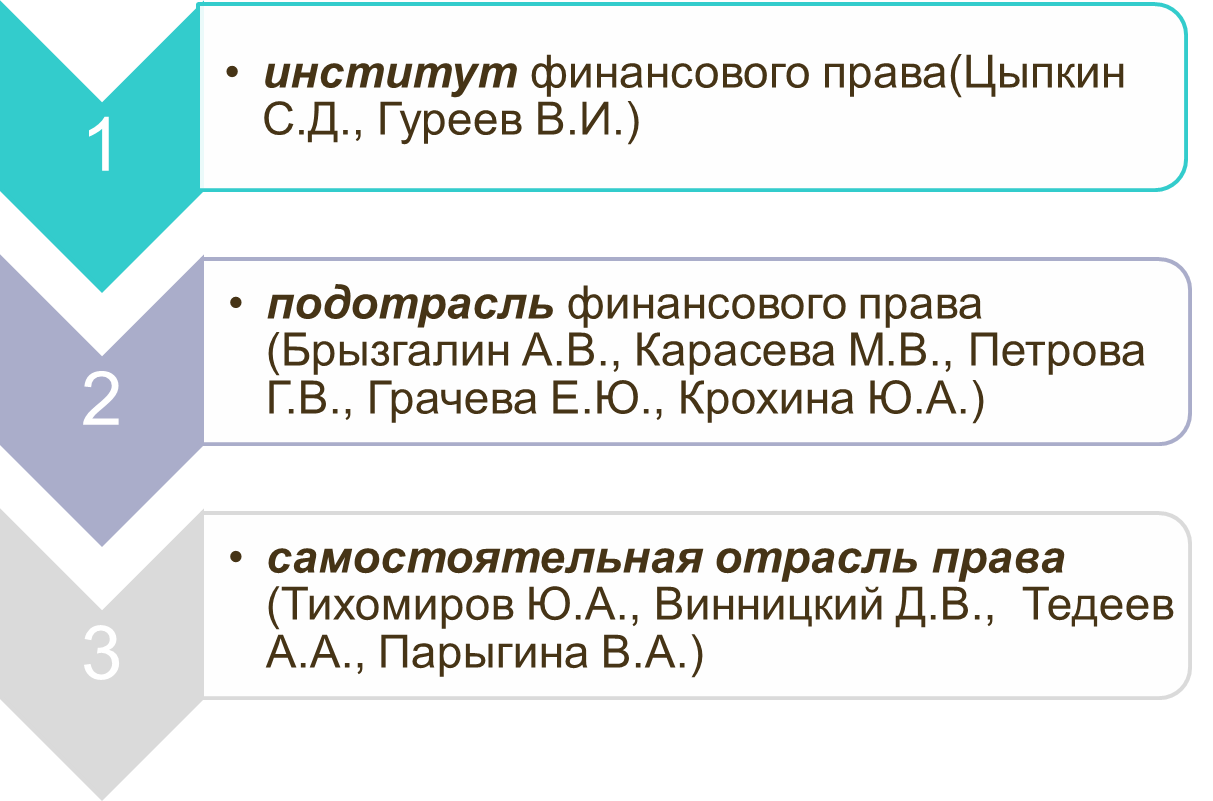 1
• институт финансового права(Цыпкин
С.Д., Гуреев В.И.)
2
• подотрасль финансового права
(Брызгалин А.В., Карасева М.В., Петрова
Г.В., Грачева Е.Ю., Крохина Ю.А.)
3
• самостоятельная отрасль права
(Тихомиров Ю.А., Винницкий Д.В.,  Тедеев
А.А., Парыгина В.А.)